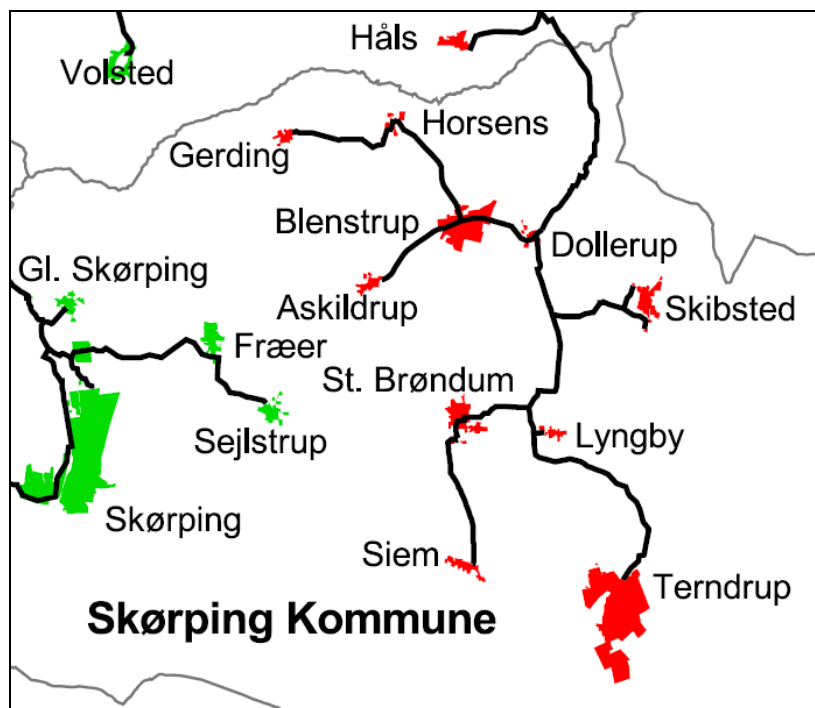 Håls
Volsted
Horsens
Gerding
Blenstrup
Dollerup
Gl. Skørping
Askildrup
Skibsted
Fræer
St. Brøndum
Sejlstrup
Lyngby
Skørping
Siem
Terndrup
Skørping Kommune